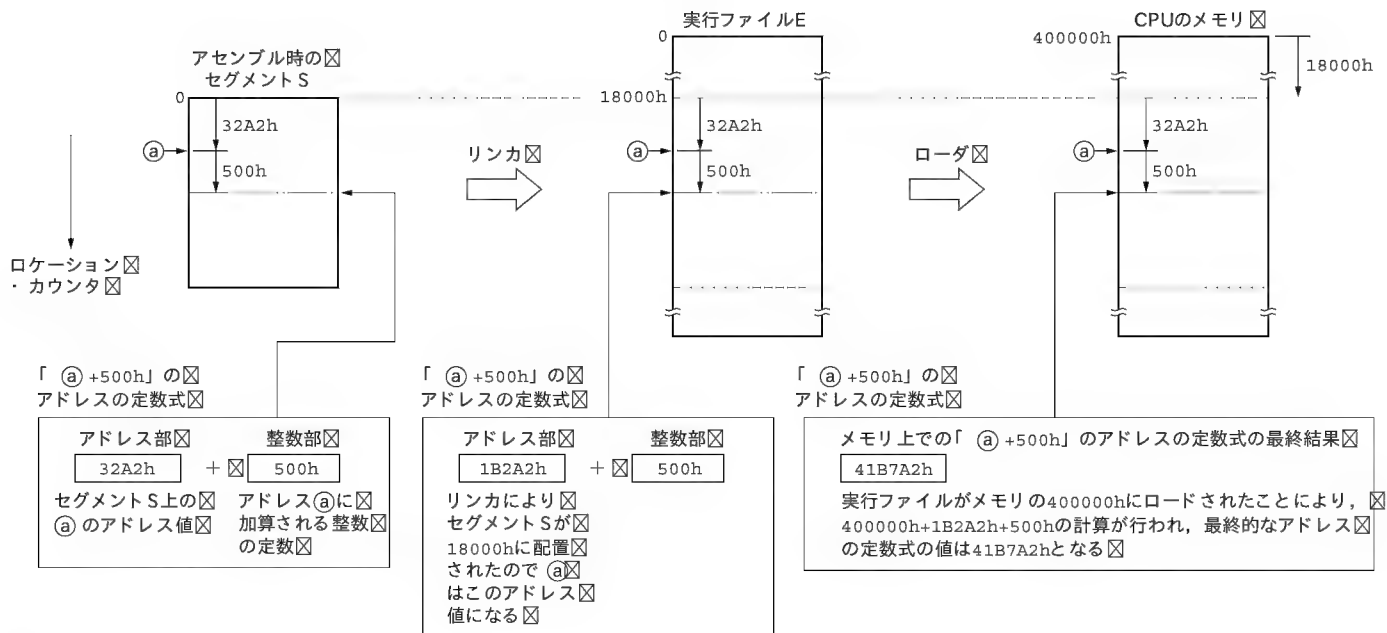 アセンブル時の
セグメントS
0
32A2h
ⓐ
500h
ロケーション
・カウンタ
リンカ
実行ファイルE
0
18000h
32A2h
ⓐ
500h
ローダ
CPUのメモリ
400000h
18000h
32A2h
ⓐ
500h
「 ⓐ +500h」の
アドレスの定数式
アドレス部 整数部
32A2h + 500h
セグメントS上の
ⓐ のアドレス値
アドレスⓐに
加算される整数
の定数
「 ⓐ +500h」の
アドレスの定数式
アドレス部 整数部
1B2A2h + 500h
リンカにより
セグメントSが
18000hに配置
されたので ⓐ
はこのアドレス
値になる
「 ⓐ +500h」の
アドレスの定数式
メモリ上での「 ⓐ +500h」のアドレスの定数式の最終結果
41B7A2h
実行ファイルがメモリの400000hにロードされたことにより,
400000h+1B2A2h+500hの計算が行われ,最終的なアドレス
の定数式の値は41B7A2hとなる